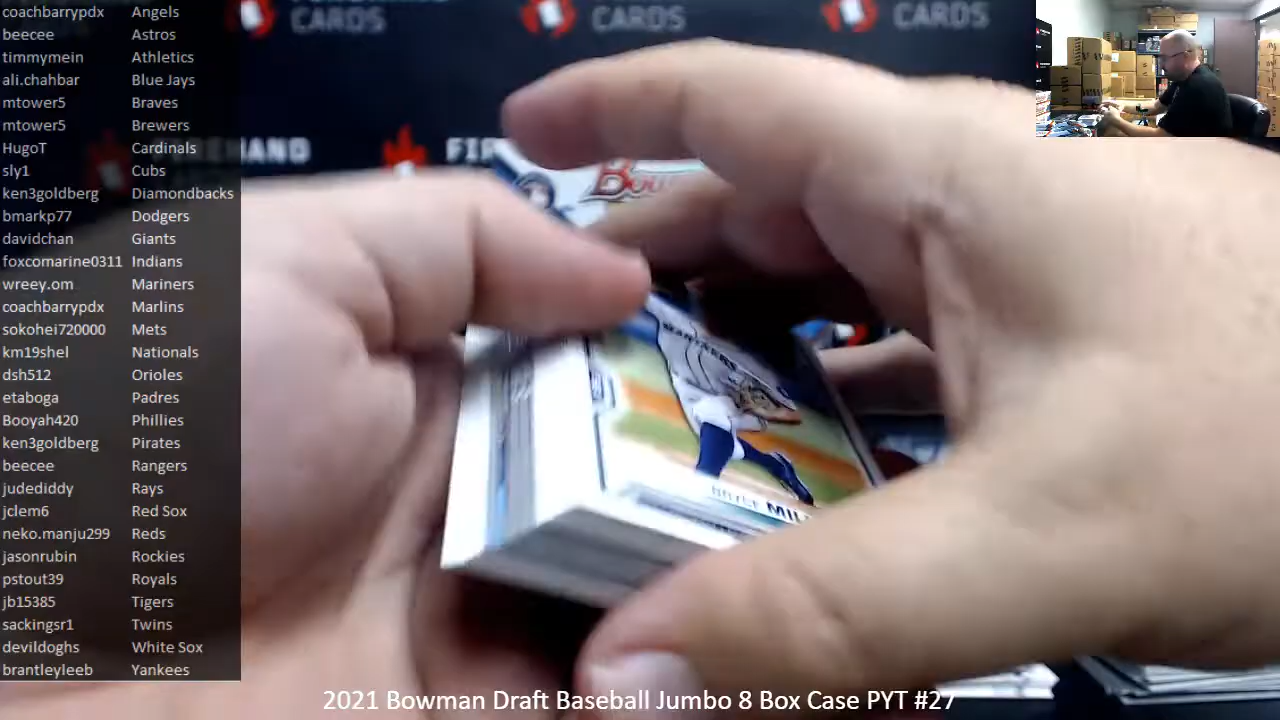 coachbarrypdx Angels
beecee Astros
timmymein Athletics
ali.chahbar Blue Jays
mtower5 Braves
mtower5 Brewers
HugoT Cardinals
sly1 Cubs
ken3goldberg Diamondbacks
bmarkp77 Dodgers
davidchan Giants
foxcomarine0311 Indians
wreey.om Mariners
coachbarrypdx Marlins
sokohei720000 Mets
km19shel Nationals
dsh512 Orioles
etaboga Padres
Booyah420 Phillies
ken3goldberg Pirates
beecee Rangers
judediddy Rays
jclem6 Red Sox
neko.manju299 Reds
jasonrubin Rockies
pstout39 Royals
jb15385 Tigers
sackingsr1 Twins
devildoghs White Sox
brantleyleeb Yankees
CARDS
CARDS
CARDS
FIR
BOW
MIL
2021 Bowman Draft Baseball Jumbo 8 Box Case PYT #27